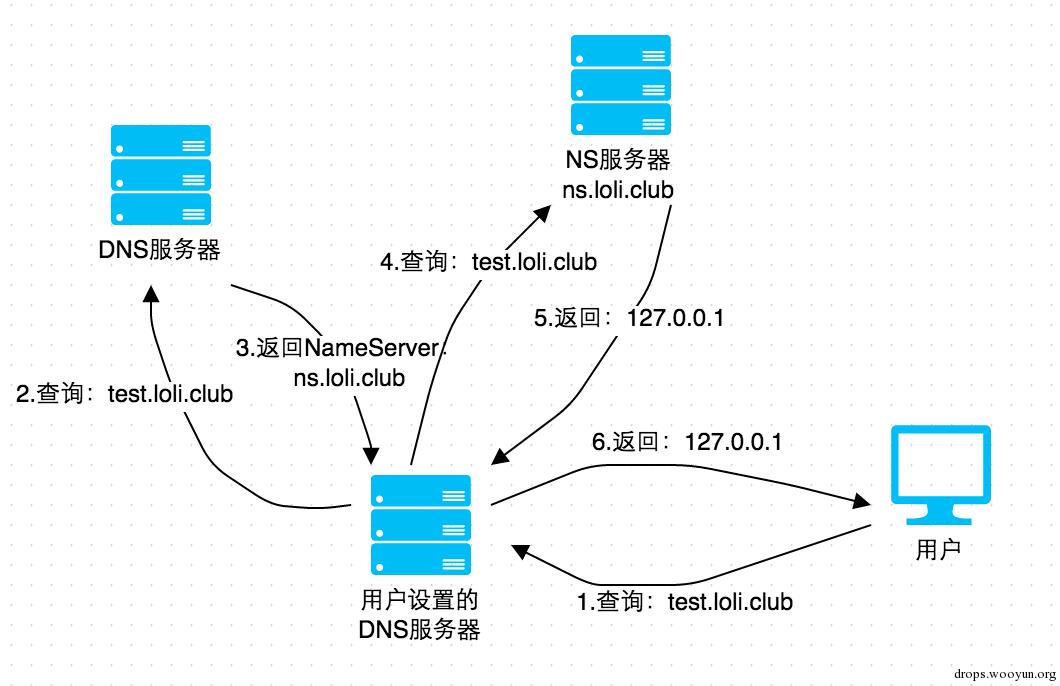 NS服务器
ns.loli.club
DNS服务器
4.查询：test.loli.club
5.返回：127.0.0.1
3.返回NameServer：
ns.loli.club
2.查询：test.loli.club
6.返回：127.0.0.1
用户
用户设置的
DNS服务器
1.查询：test.loli.club
drops.wooyun.org